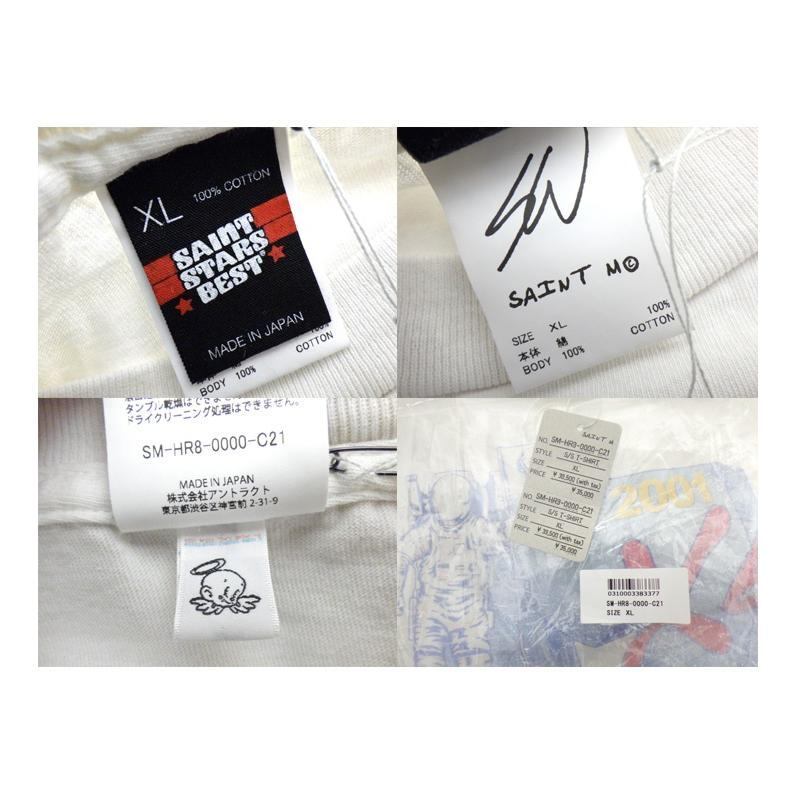 XL 100% COTTON
SAINT
STARS
BEST®
MADE IN JAPAN
100%
COTTON
BODY 100%
SAINT M
SIZE XL
本体 綿
BODY 100%
100%
COTTON
タンブル乾燥はできません。
ドライクリーニング処理はできません。
SM-HR8-0000-C21
MADE IN JAPAN
株式会社アントラクト
東京都渋谷区神宮前 2-31-9
SAINT M
NO. SM-HR8-0000-C21
STYLE S/S T-SHIRT
SIZE XL
PRICE ¥ 38,500(with tax)
¥ 35,000
NO. SM-HR8-0000-C21
STYLE S/S T-SHIRT
SIZE XL
PRICE ¥ 38,500(with tax)
¥ 35,000
2001
0310003383377
SM-HR8-0000-C21
SIZE XL